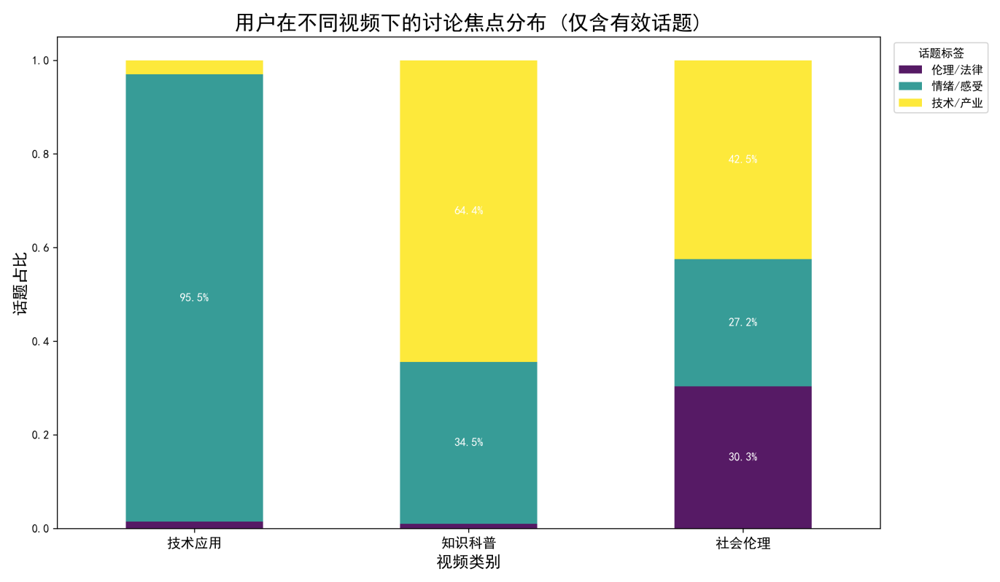 用户在不同视频下的讨论焦点分布 (仅含有效话题)
话题标签
伦理/法律
情绪/感受
技术/产业
话题占比
1.0
0.8
0.6
0.4
0.2
0.0
95.5%
64.4%
34.5%
42.5%
27.2%
30.3%
技术应用
知识科普
社会伦理
视频类别